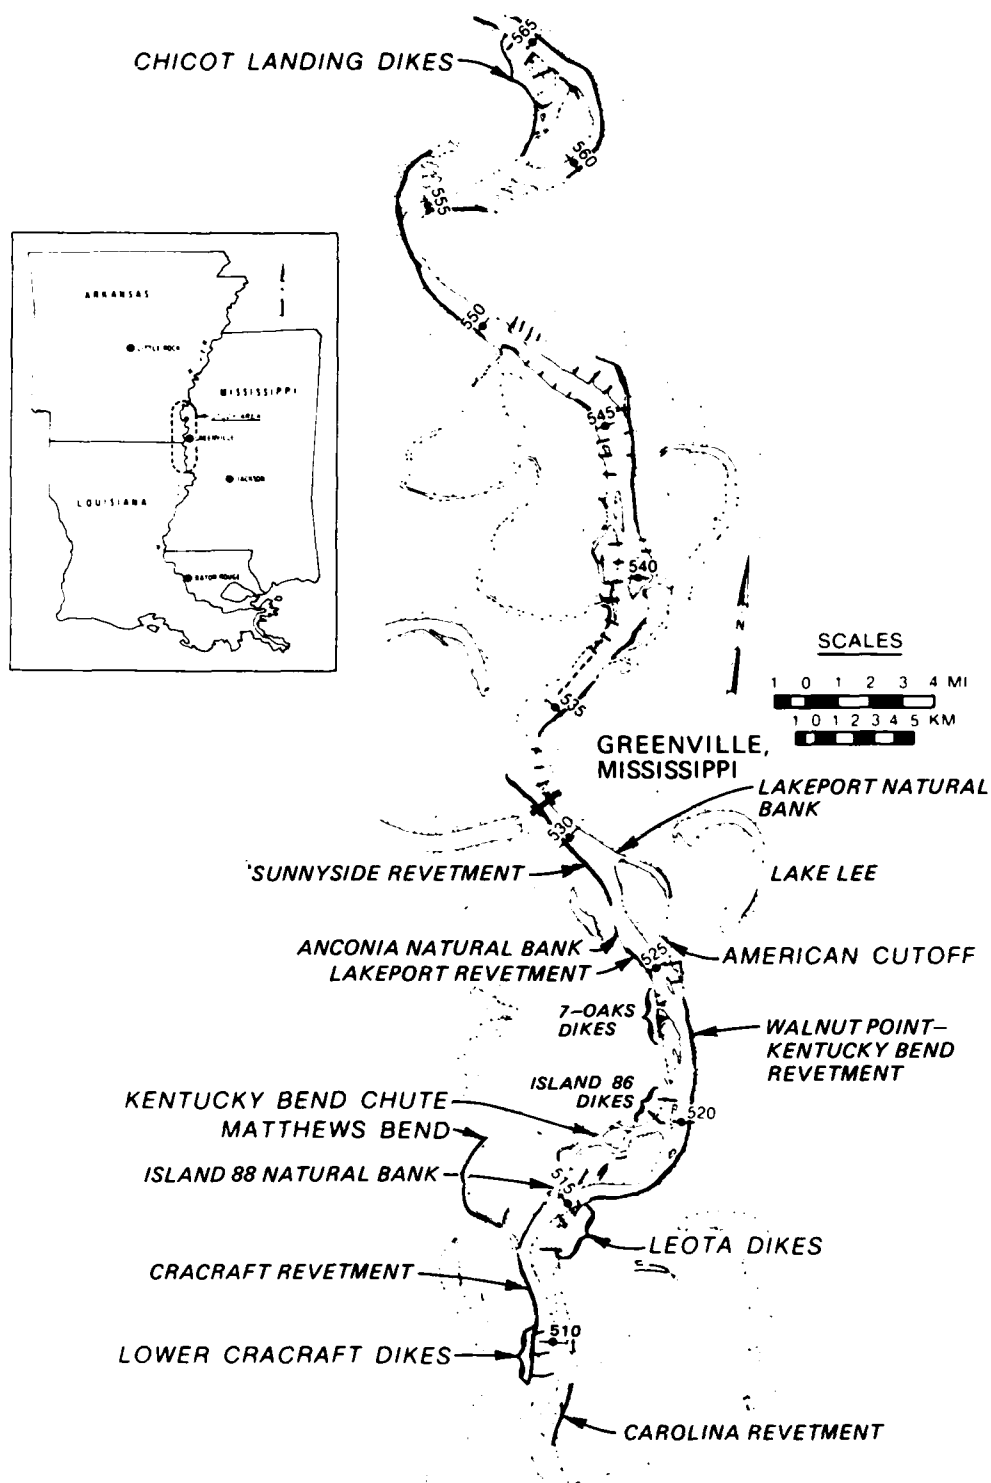 565
CHICOT LANDING DIKES
560
555
ARKANSAS
LITTLE ROCK
550
MISSISSIPPI
STUDY AREA
GREENVILLE
545
JACKSON
LOUISIANA
540
BATON ROUGE
N
SCALES
1 0 1 2 3 4 MI
1 0 1 2 3 4 5 KM
535
GREENVILLE,
MISSISSIPPI
LAKEPORT NATURAL
BANK
530
SUNNYSIDE REVETMENT
LAKE LEE
ANCONIA NATURAL BANK
LAKEPORT REVETMENT
525
AMERICAN CUTOFF
7-OAKS
DIKES
WALNUT POINT-
KENTUCKY BEND
REVETMENT
ISLAND 86
DIKES
KENTUCKY BEND CHUTE
520
MATTHEWS BEND
ISLAND 88 NATURAL BANK
515
LEOTA DIKES
CRACRAFT REVETMENT
510
LOWER CRACRAFT DIKES
CAROLINA REVETMENT